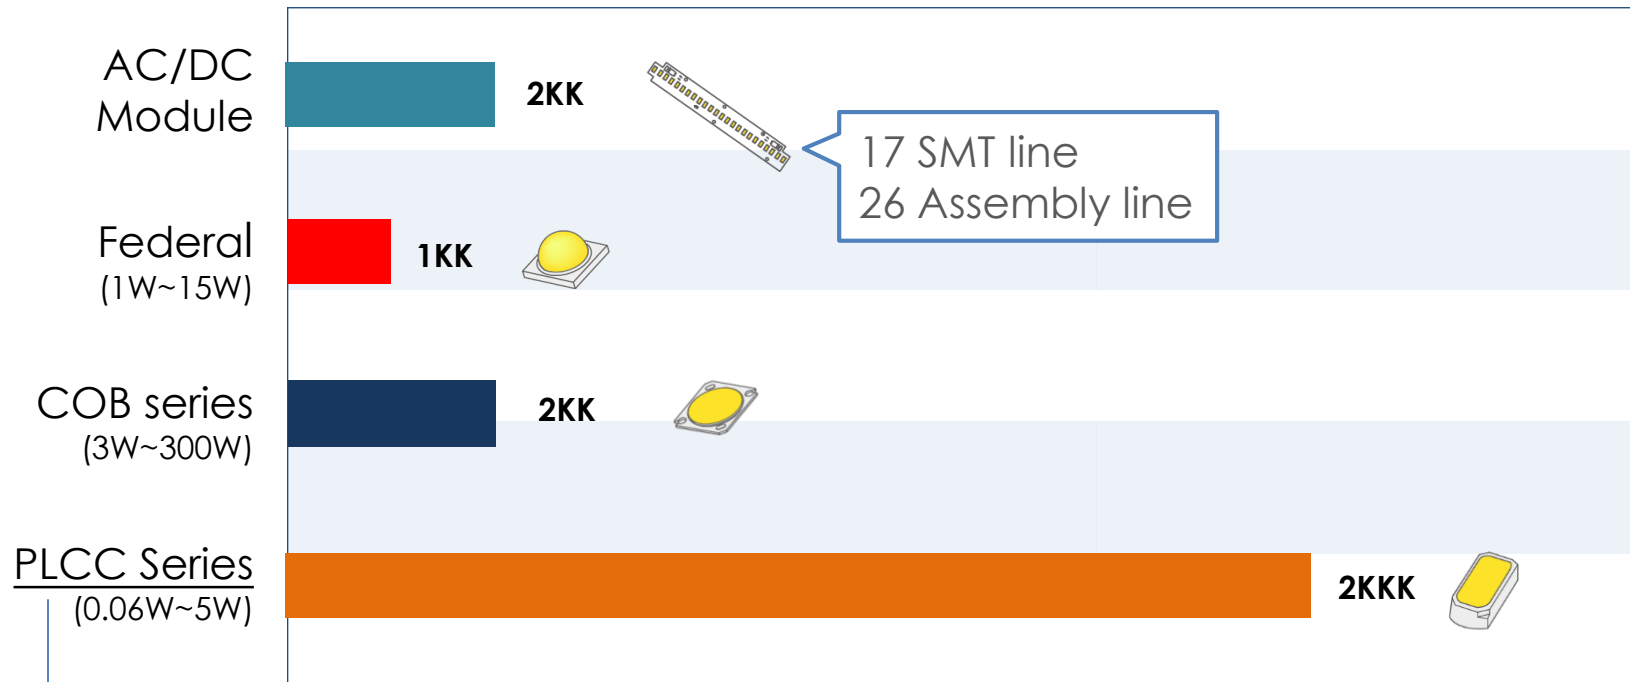 AC/DC
Module
2KK
17 SMT line
26 Assembly line
Federal
(1W~15W)
1KK
COB series
(3W~300W)
2KK
PLCC Series
(0.06W~5W)
2KKK